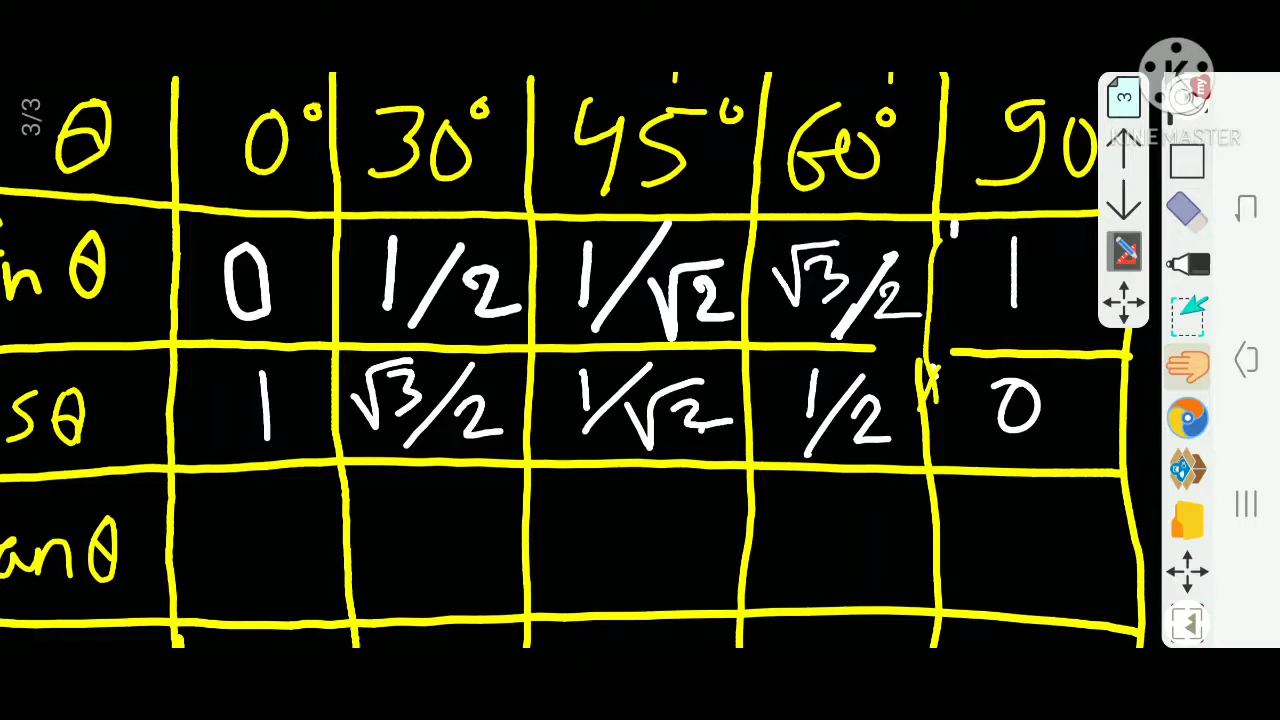 3/3
θ 0° 30° 45° 60° 90
in θ 0 1/2 1/√2 √3/2 1
sθ 1 √3/2 1/√2 1/2 0
anθ
3
KINEMASTER